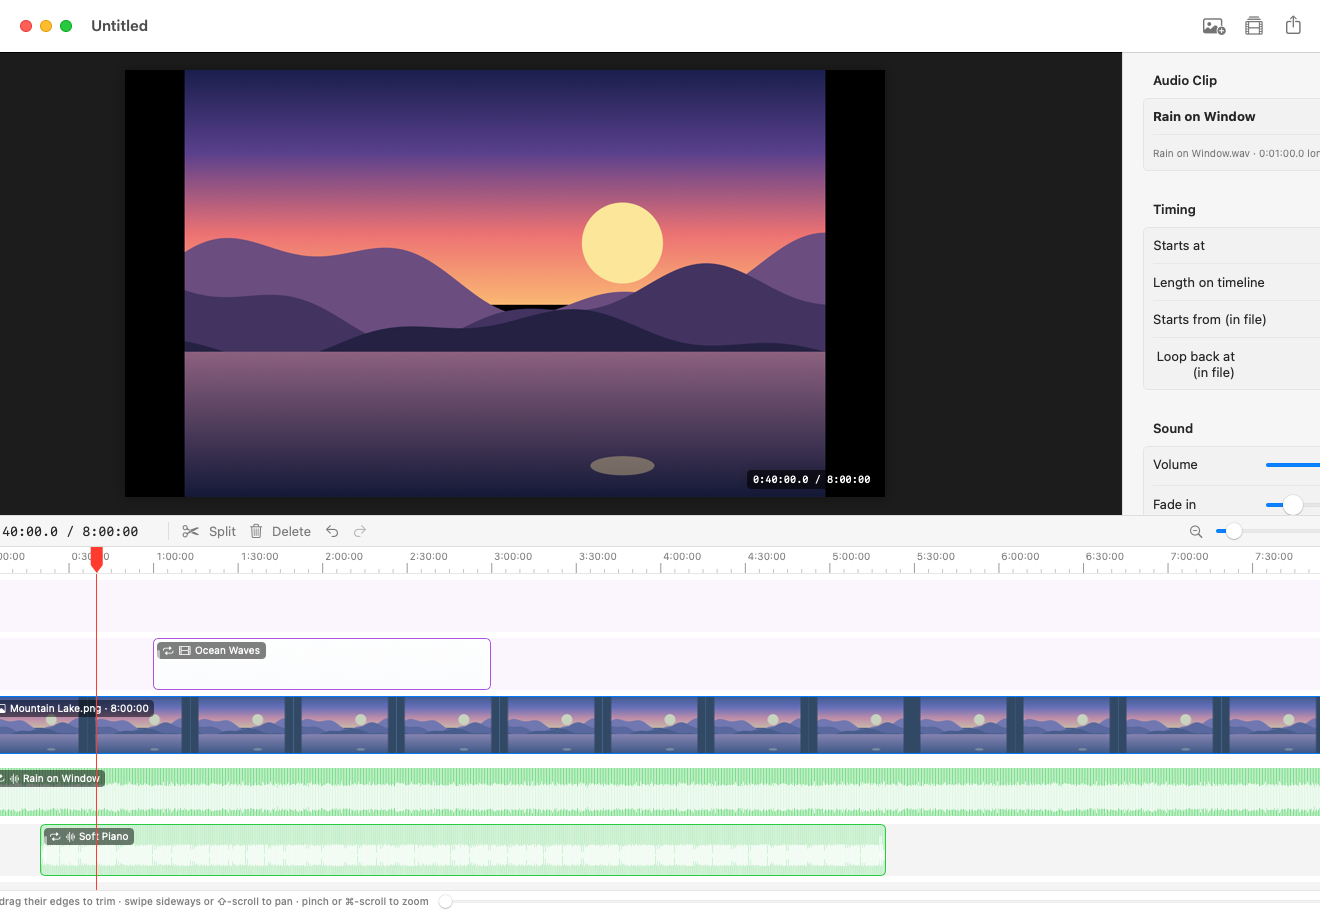 Untitled
Audio Clip
Rain on Window
Rain on Window.wav · 0:01:00.0
Timing
Starts at
Length on timeline
Starts from (in file)
Loop back at
(in file)
Sound
Volume
Fade in
0:40:00.0 / 8:00:00
40:00.0 / 8:00:00
Split
Delete
1:00:00 1:30:00 2:00:00 2:30:00 3:00:00 3:30:00 4:00:00 4:30:00 5:00:00 5:30:00 6:00:00 6:30:00 7:00:00 7:30:00
Ocean Waves
Mountain Lake.png · 8:00:00
Rain on Window
Soft Piano
drag their edges to trim · swipe sideways or ⇧-scroll to pan · pinch or ⌘-scroll to zoom